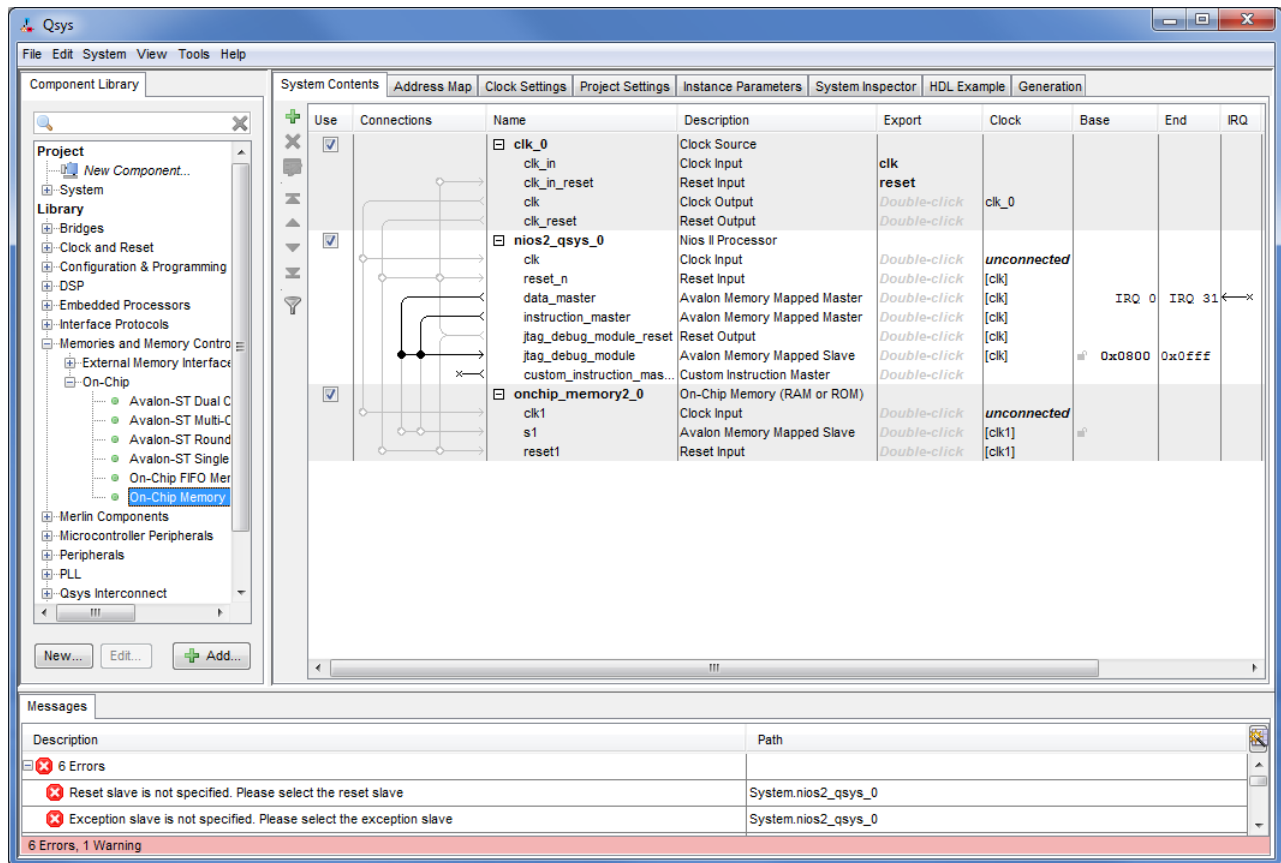 Qsys
File Edit System View Tools Help
Component Library
Project
New Component...
System
Library
Bridges
Clock and Reset
Configuration & Programming
DSP
Embedded Processors
Interface Protocols
Memories and Memory Contro
External Memory Interface
On-Chip
Avalon-ST Dual C
Avalon-ST Multi-C
Avalon-ST Round
Avalon-ST Single
On-Chip FIFO Mer
On-Chip Memory
Merlin Components
Microcontroller Peripherals
Peripherals
PLL
Qsys Interconnect
New... Edit... Add...
System Contents Address Map Clock Settings Project Settings Instance Parameters System Inspector HDL Example Generation
Use Connections Name Description Export Clock Base End IRQ
clk_0 Clock Source
clk_in Clock Input clk
clk_in_reset Reset Input reset
clk Clock Output Double-click clk_0
clk_reset Reset Output Double-click
nios2_qsys_0 Nios II Processor
clk Clock Input Double-click unconnected
reset_n Reset Input Double-click [clk]
data_master Avalon Memory Mapped Master Double-click [clk] IRQ 0 IRQ 31
instruction_master Avalon Memory Mapped Master Double-click [clk]
jtag_debug_module_reset Reset Output Double-click [clk]
jtag_debug_module Avalon Memory Mapped Slave Double-click [clk] 0x0800 0x0fff
custom_instruction_mas... Custom Instruction Master Double-click
onchip_memory2_0 On-Chip Memory (RAM or ROM)
clk1 Clock Input Double-click unconnected
s1 Avalon Memory Mapped Slave Double-click [clk1]
reset1 Reset Input Double-click [clk1]
Messages
Description Path
6 Errors
Reset slave is not specified. Please select the reset slave System.nios2_qsys_0
Exception slave is not specified. Please select the exception slave System.nios2_qsys_0
6 Errors, 1 Warning